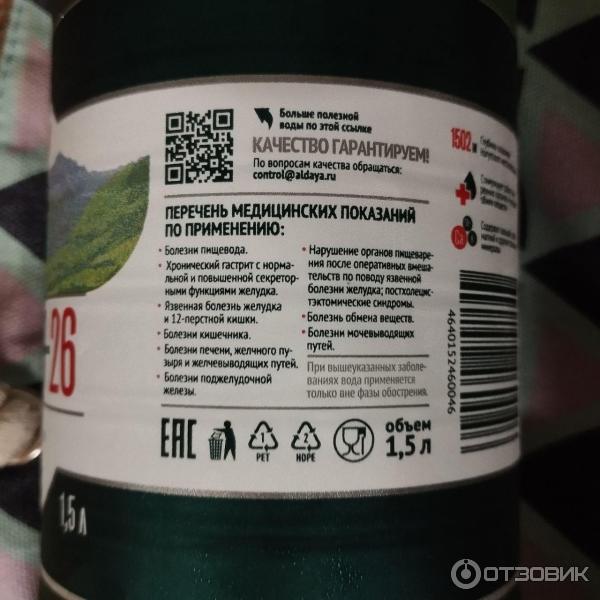 Больше полезной
воды по этой ссылке
КАЧЕСТВО ГАРАНТИРУЕМ!
По вопросам качества обращаться:
control@aldaya.ru
ПЕРЕЧЕНЬ МЕДИЦИНСКИХ ПОКАЗАНИЙ
ПО ПРИМЕНЕНИЮ:
• Болезни пищевода.
• Хронический гастрит с нормаль-
ной и повышенной секретор-
ными функциями желудка.
• Язвенная болезнь желудка
и 12-перстной кишки.
• Болезни кишечника.
• Болезни печени, желчного пу-
зыря и желчевыводящих путей.
• Болезни поджелудочной
железы.
• Нарушение органов пищеваре-
ния после оперативных вмеша-
тельств по поводу язвенной
болезни желудка; постхолецис-
тэктомические синдромы.
• Болезнь обмена веществ.
• Болезни мочевыводящих
путей.
При вышеуказанных заболе-
ваниях вода применяется
только вне фазы обострения.
ЕАС
1
PET
2
HDPE
объем
1,5 л
1502 м
Ca
4640152460046
26
1,5 л
ОТЗОВИК